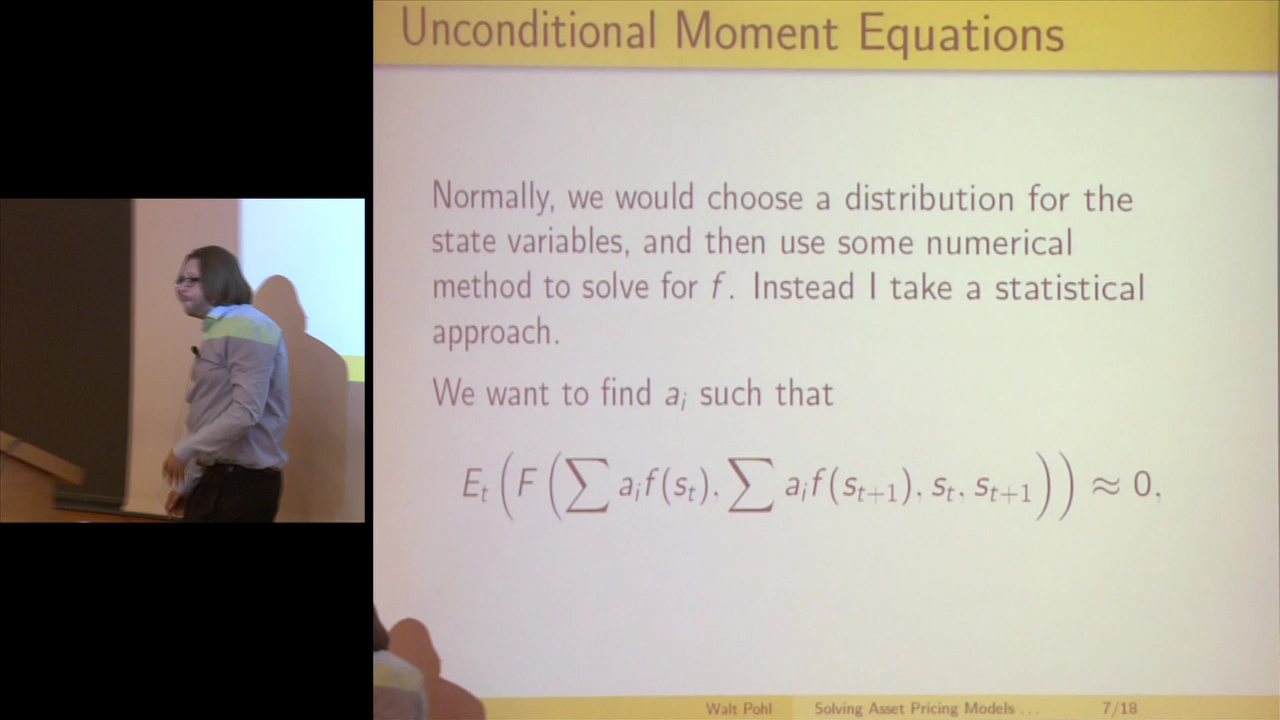 Unconditional Moment Equations
Normally, we would choose a distribution for the
state variables, and then use some numerical
method to solve for f. Instead I take a statistical
approach.
We want to find a_i such that
E_t ( F ( ∑ a_i f(s_t), ∑ a_i f(s_{t+1}), s_t, s_{t+1} ) ) ≈ 0,
Walt Pohl Solving Asset Pricing Models ... 7/18